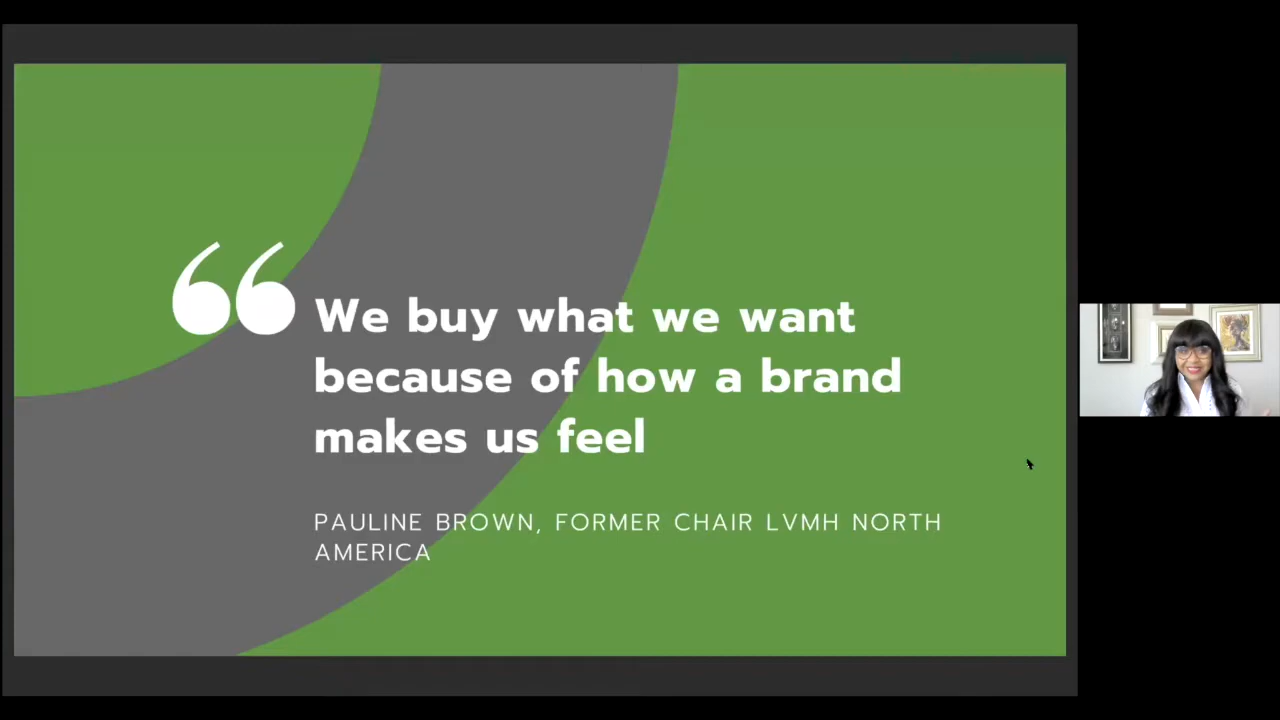 “
We buy what we want
because of how a brand
makes us feel
PAULINE BROWN, FORMER CHAIR LVMH NORTH
AMERICA